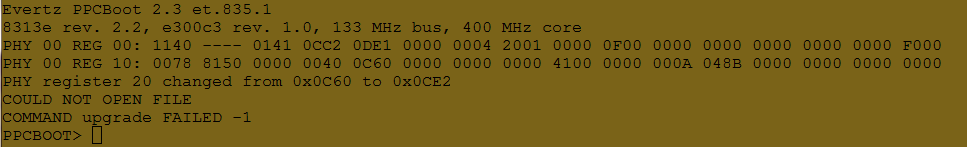 Evertz PPCBoot 2.3 et.835.1
8313e rev. 2.2, e300c3 rev. 1.0, 133 MHz bus, 400 MHz core
PHY 00 REG 00: 1140 ---- 0141 0CC2 0DE1 0000 0004 2001 0000 0F00 0000 0000 0000 0000 0000 F000
PHY 00 REG 10: 0078 8150 0000 0040 0C60 0000 0000 0000 4100 0000 000A 048B 0000 0000 0000 0000
PHY register 20 changed from 0x0C60 to 0x0CE2
COULD NOT OPEN FILE
COMMAND upgrade FAILED -1
PPCBOOT>